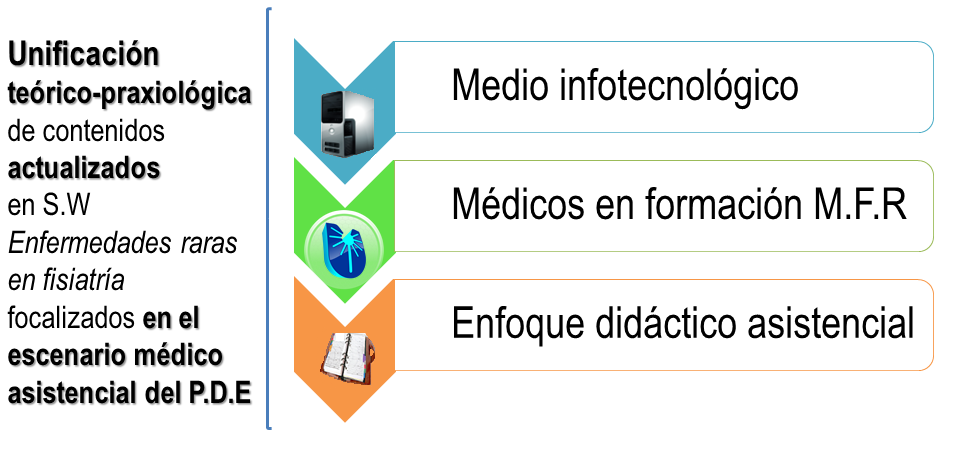 Unificación
teórico-praxiológica
de contenidos
actualizados
en S.W
Enfermedades raras
en fisiatría
focalizados en el
escenario médico
asistencial del P.D.E
Medio infotecnológico
Médicos en formación M.F.R
Enfoque didáctico asistencial